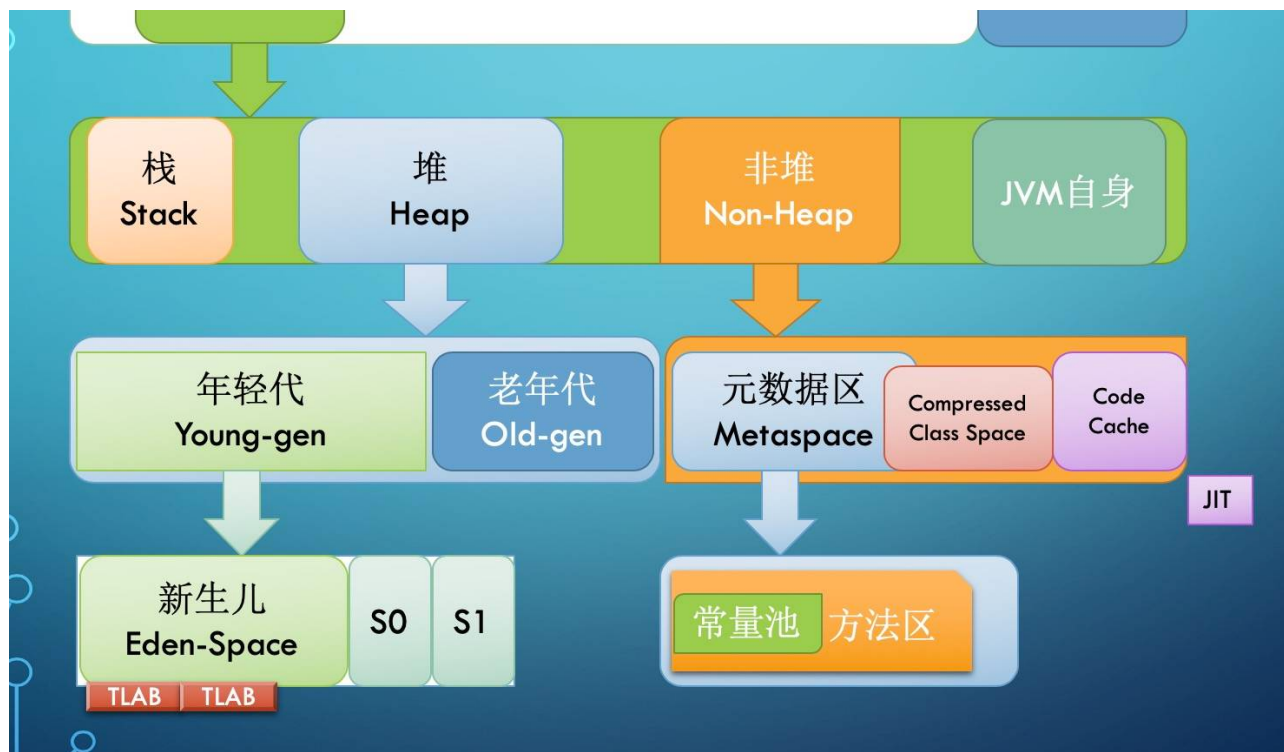 栈
Stack
堆
Heap
非堆
Non-Heap
JVM自身
年轻代
Young-gen
老年代
Old-gen
元数据区
Metaspace
Compressed
Class Space
Code
Cache
JIT
新生儿
Eden-Space
S0
S1
TLAB
TLAB
常量池
方法区